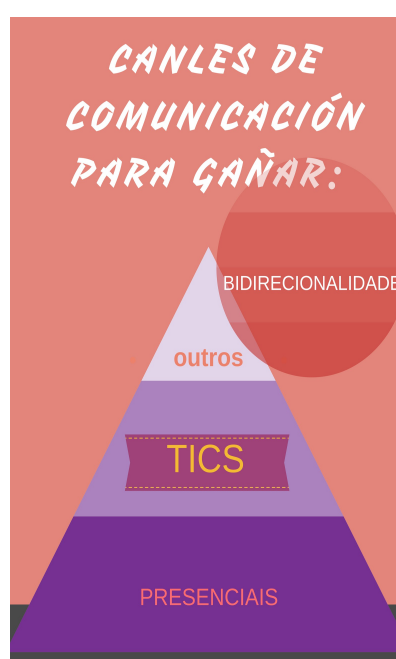 CANLES DE
COMUNICACIÓN
PARA GAÑAR:
BIDIRECIONALIDADE
outros
TICS
PRESENCIAIS